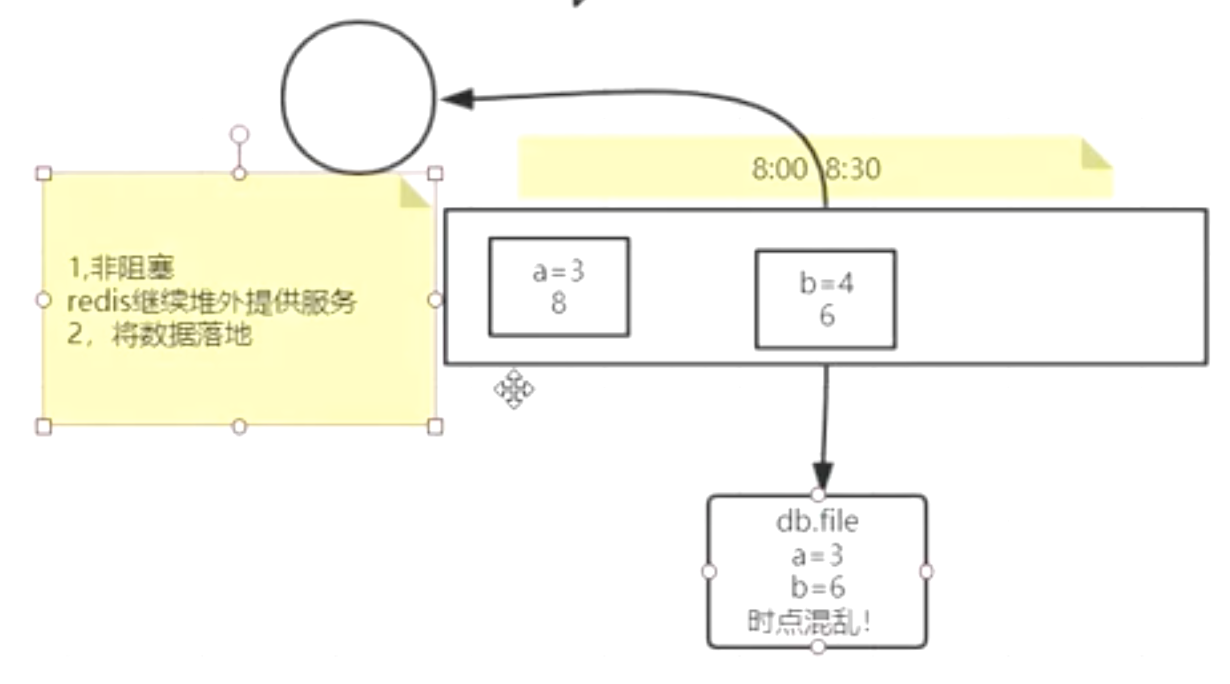 8:00 8:30
1,非阻塞
redis继续堆外提供服务
2，将数据落地
a=3
8
b=4
6
db.file
a=3
b=6
时点混乱！